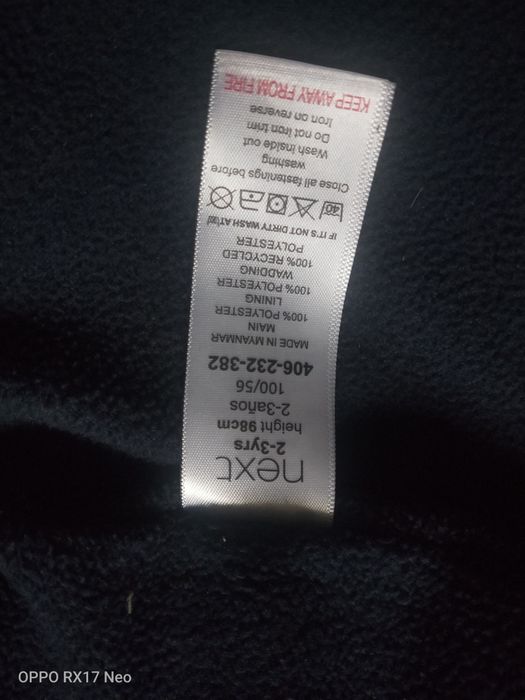 next
2-3yrs
height 98cm
2-3años
100/56
406-232-382
MADE IN MYANMAR
MAIN
100% POLYESTER
LINING
100% POLYESTER
WADDING
100% RECYCLED
POLYESTER
IF IT'S NOT DIRTY WASH AT
40
Close all fastenings before
washing
Wash inside out
Do not iron trim
Iron on reverse
KEEP AWAY FROM FIRE
OPPO RX17 Neo